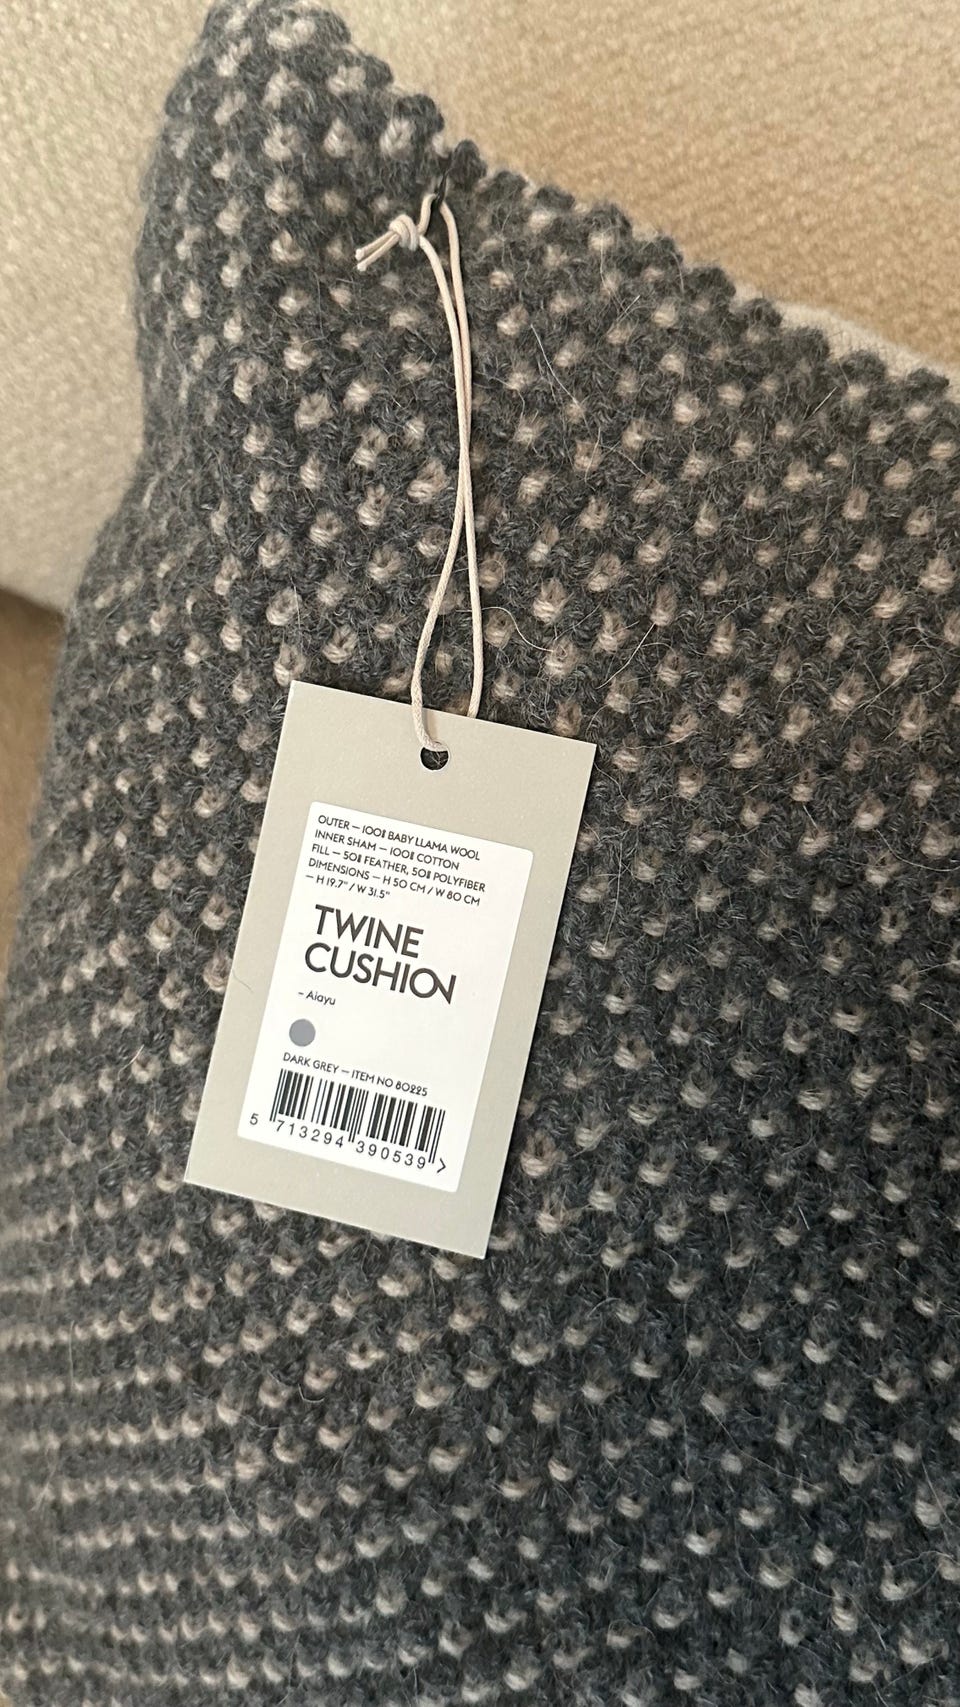 OUTER — 100% BABY LLAMA WOOL
INNER SHAM — 100% COTTON
FILL — 50% FEATHER, 50% POLYFIBER
DIMENSIONS — H 50 CM / W 80 CM
— H 19.7" / W 31.5"
TWINE
CUSHION
– Aiayu
DARK GREY — ITEM NO 80225
5 713294 390539 >